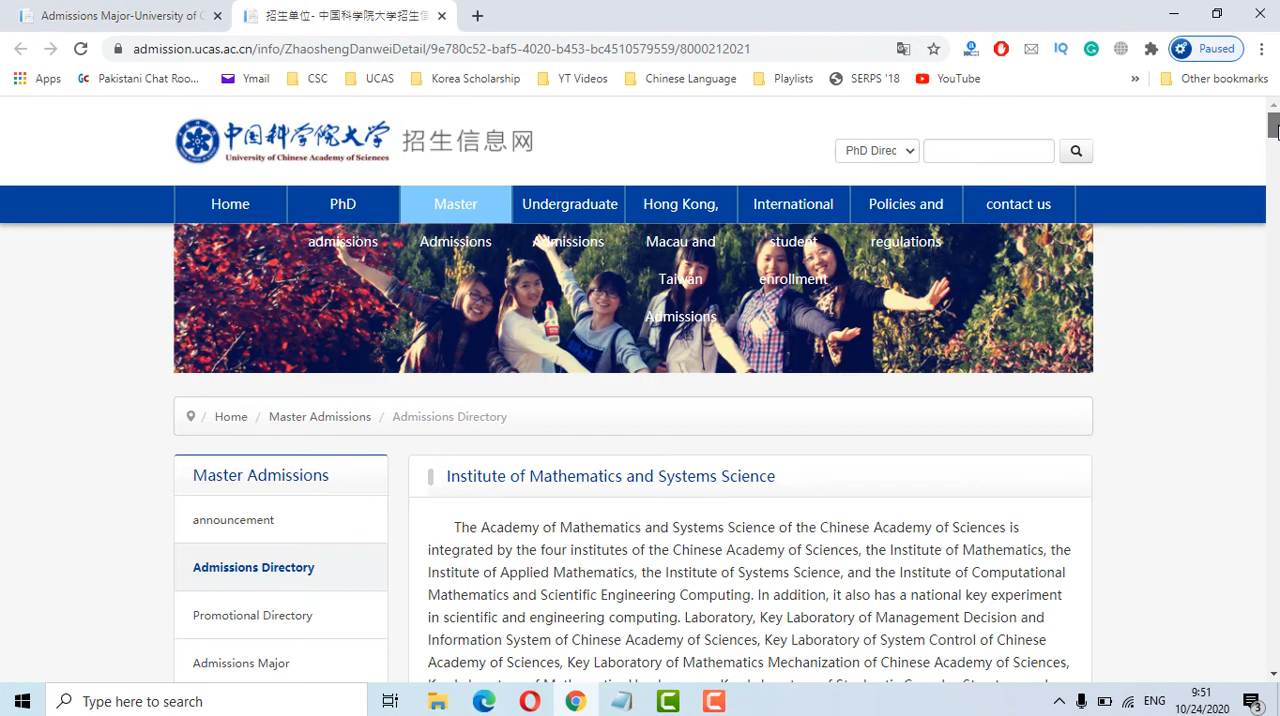 Admissions Major-University of C
招生单位- 中国科学院大学招生信
admission.ucas.ac.cn/info/ZhaoshengDanweiDetail/9e780c52-baf5-4020-b453-bc4510579559/8000212021
Paused
Apps
Pakistani Chat Roo...
Ymail
CSC
UCAS
Korea Scholarship
YT Videos
Chinese Language
Playlists
SERPS '18
YouTube
»
Other bookmarks
中国科学院大学
University of Chinese Academy of Sciences
招生信息网
PhD Direc
Home
PhD
Master
Undergraduate
Hong Kong,
International
Policies and
contact us
admissions
Admissions
Admissions
Macau and
student
regulations
Taiwan
enrollment
Admissions
/ Home / Master Admissions / Admissions Directory
Master Admissions
announcement
Admissions Directory
Promotional Directory
Admissions Major
Institute of Mathematics and Systems Science
The Academy of Mathematics and Systems Science of the Chinese Academy of Sciences is
integrated by the four institutes of the Chinese Academy of Sciences, the Institute of Mathematics, the
Institute of Applied Mathematics, the Institute of Systems Science, and the Institute of Computational
Mathematics and Scientific Engineering Computing. In addition, it also has a national key experiment
in scientific and engineering computing. Laboratory, Key Laboratory of Management Decision and
Information System of Chinese Academy of Sciences, Key Laboratory of System Control of Chinese
Academy of Sciences, Key Laboratory of Mathematics Mechanization of Chinese Academy of Sciences,
Type here to search
ENG
9:51
10/24/2020
3